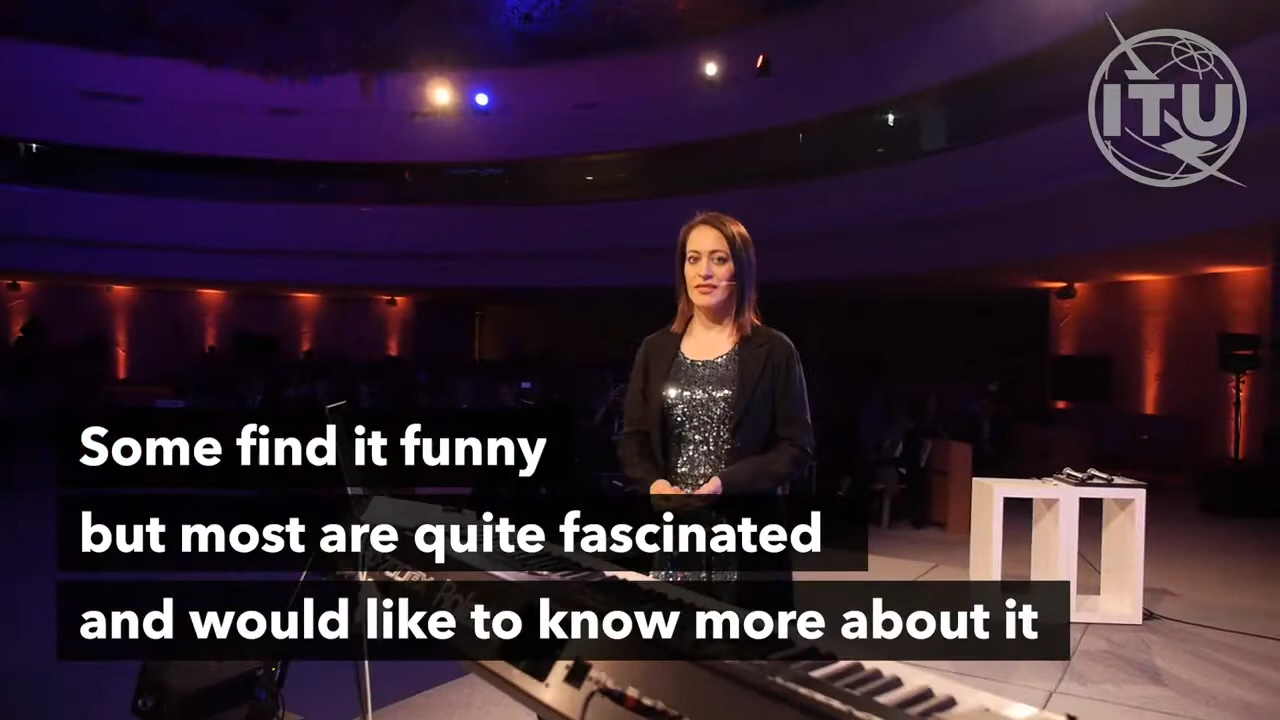 ITU
Some find it funny
but most are quite fascinated
and would like to know more about it